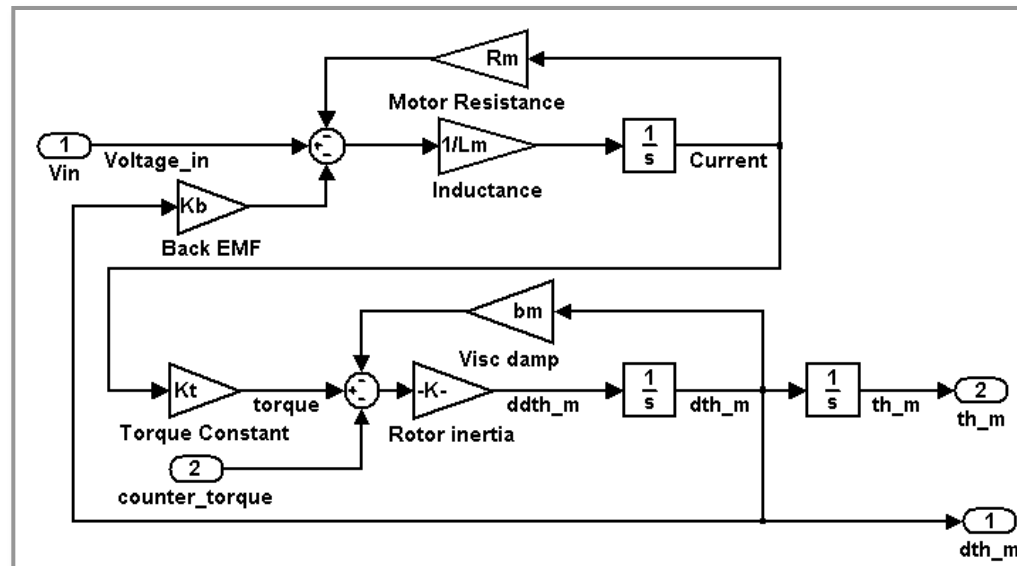 Rm
Motor Resistance
1
Vin
Voltage_in
+
-
-
1/Lm
Inductance
1
s
Current
Kb
Back EMF
bm
Visc damp
Kt
Torque Constant
torque
+
-
-
-K-
Rotor inertia
ddth_m
1
s
dth_m
1
s
th_m
2
th_m
2
counter_torque
1
dth_m